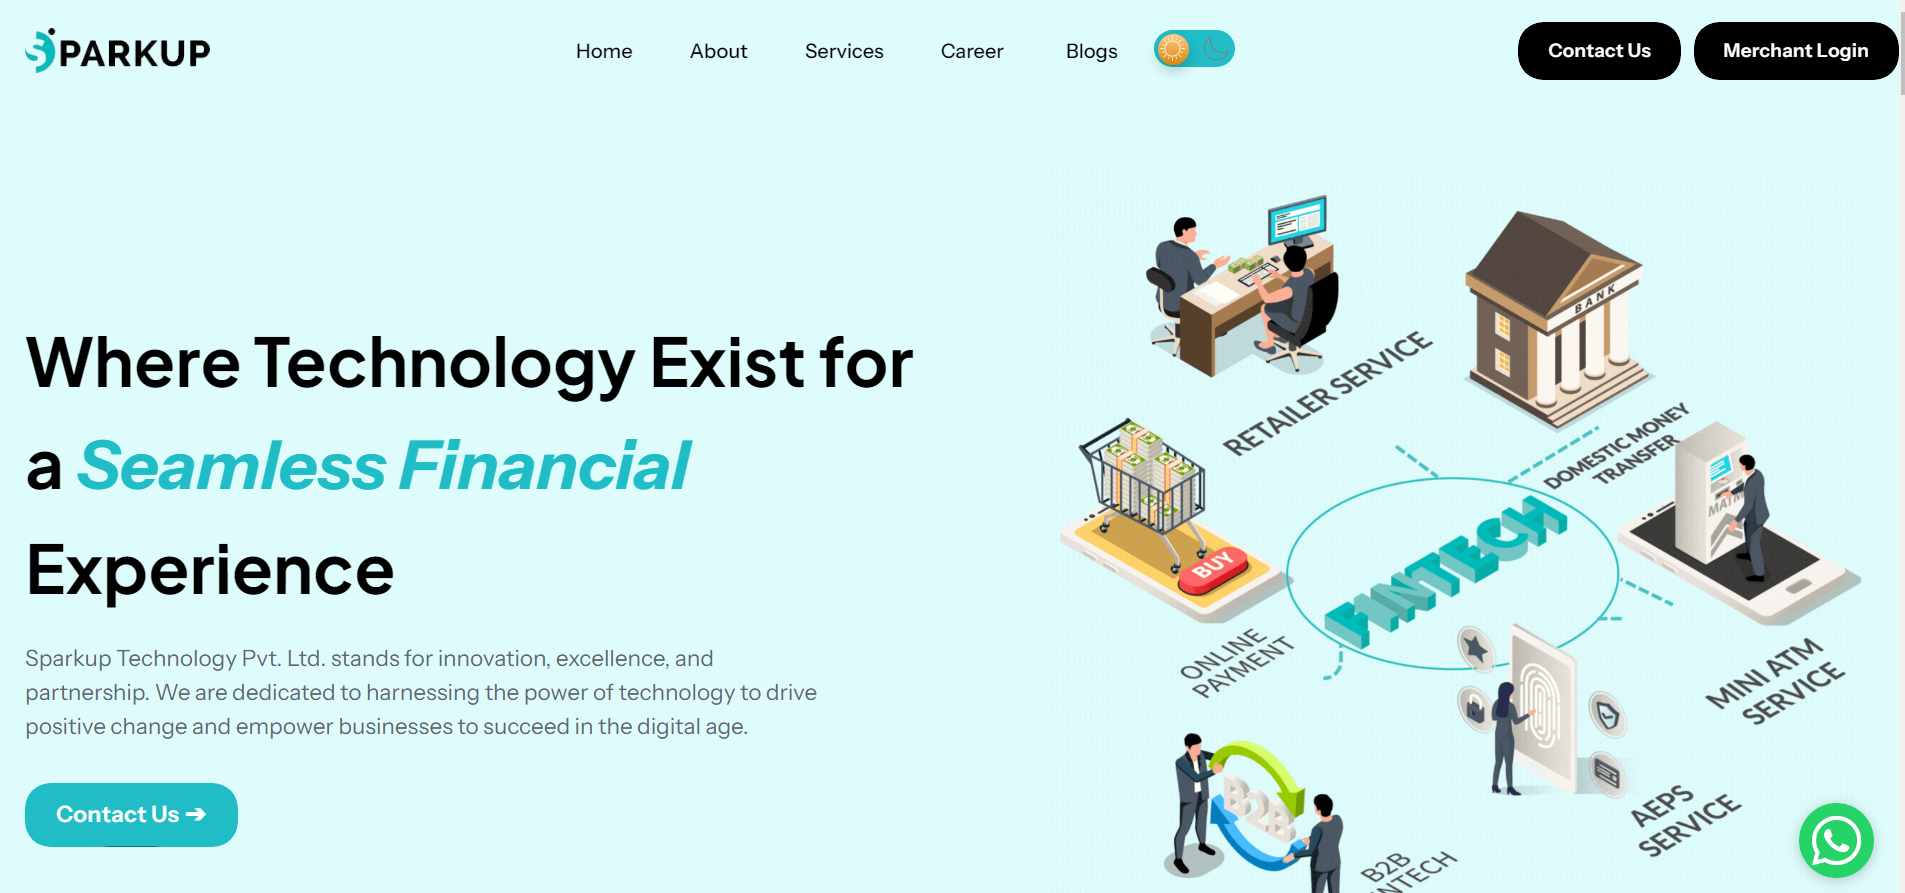 SPARKUP
Home
About
Services
Career
Blogs
Contact Us
Merchant Login
Where Technology Exist for
a Seamless Financial
Experience
Sparkup Technology Pvt. Ltd. stands for innovation, excellence, and
partnership. We are dedicated to harnessing the power of technology to drive
positive change and empower businesses to succeed in the digital age.
Contact Us ➔
BANK
RETAILER SERVICE
DOMESTIC MONEY
TRANSFER
MATM
BUY
FINTECH
ONLINE
PAYMENT
MINI ATM
SERVICE
B2B
AEPS
SERVICE
B2B